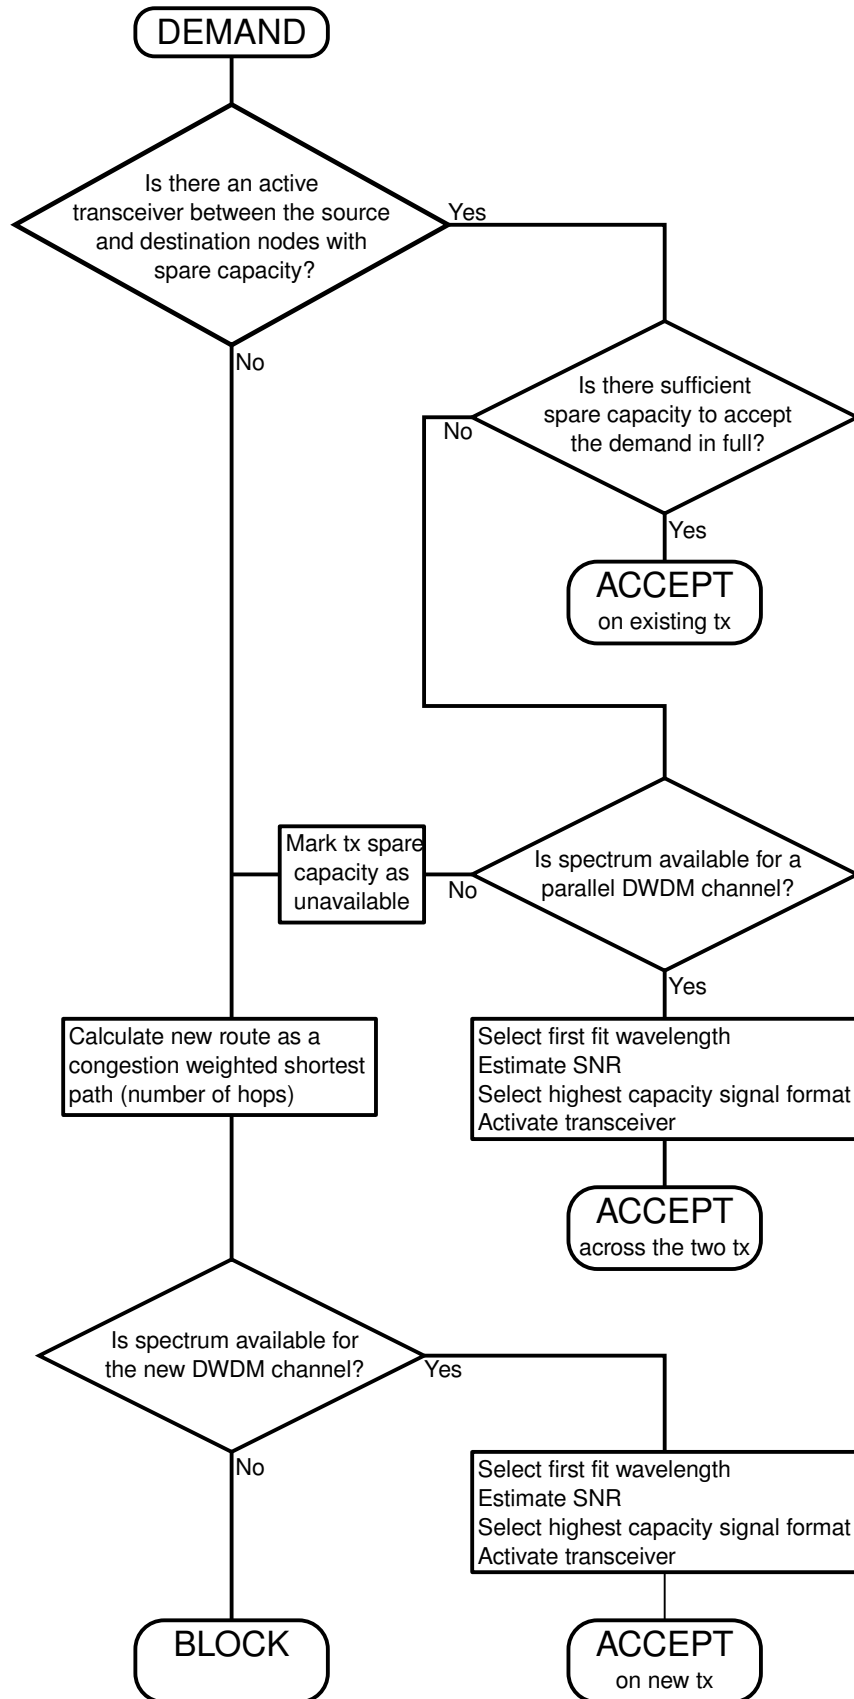 DEMAND
Is there an active
transceiver between the source
and destination nodes with
spare capacity?
Yes
No
Is there sufficient
spare capacity to accept
the demand in full?
No
Yes
ACCEPT
on existing tx
Mark tx spare
capacity as
unavailable
No
Is spectrum available for a
parallel DWDM channel?
Yes
Calculate new route as a
congestion weighted shortest
path (number of hops)
Select first fit wavelength
Estimate SNR
Select highest capacity signal format
Activate transceiver
ACCEPT
across the two tx
Is spectrum available for
the new DWDM channel?
Yes
No
Select first fit wavelength
Estimate SNR
Select highest capacity signal format
Activate transceiver
BLOCK
ACCEPT
on new tx